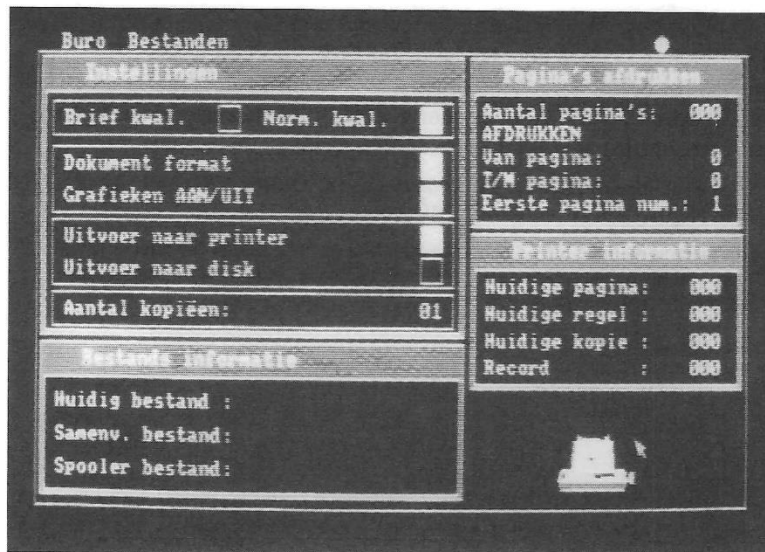 Buro Bestanden
Instellingen
Brief kwal. Norm. kwal.
Dokument format
Grafieken AAN/UIT
Uitvoer naar printer
Uitvoer naar disk
Aantal kopiëen: 01
Bestands informatie
Huidig bestand :
Samenv. bestand:
Spooler bestand:
Pagina's afdrukken
Aantal pagina's: 000
AFDRUKKEN
Van pagina: 0
T/M pagina: 0
Eerste pagina num.: 1
Printer informatie
Huidige pagina: 000
Huidige regel : 000
Huidige kopie : 000
Record : 000